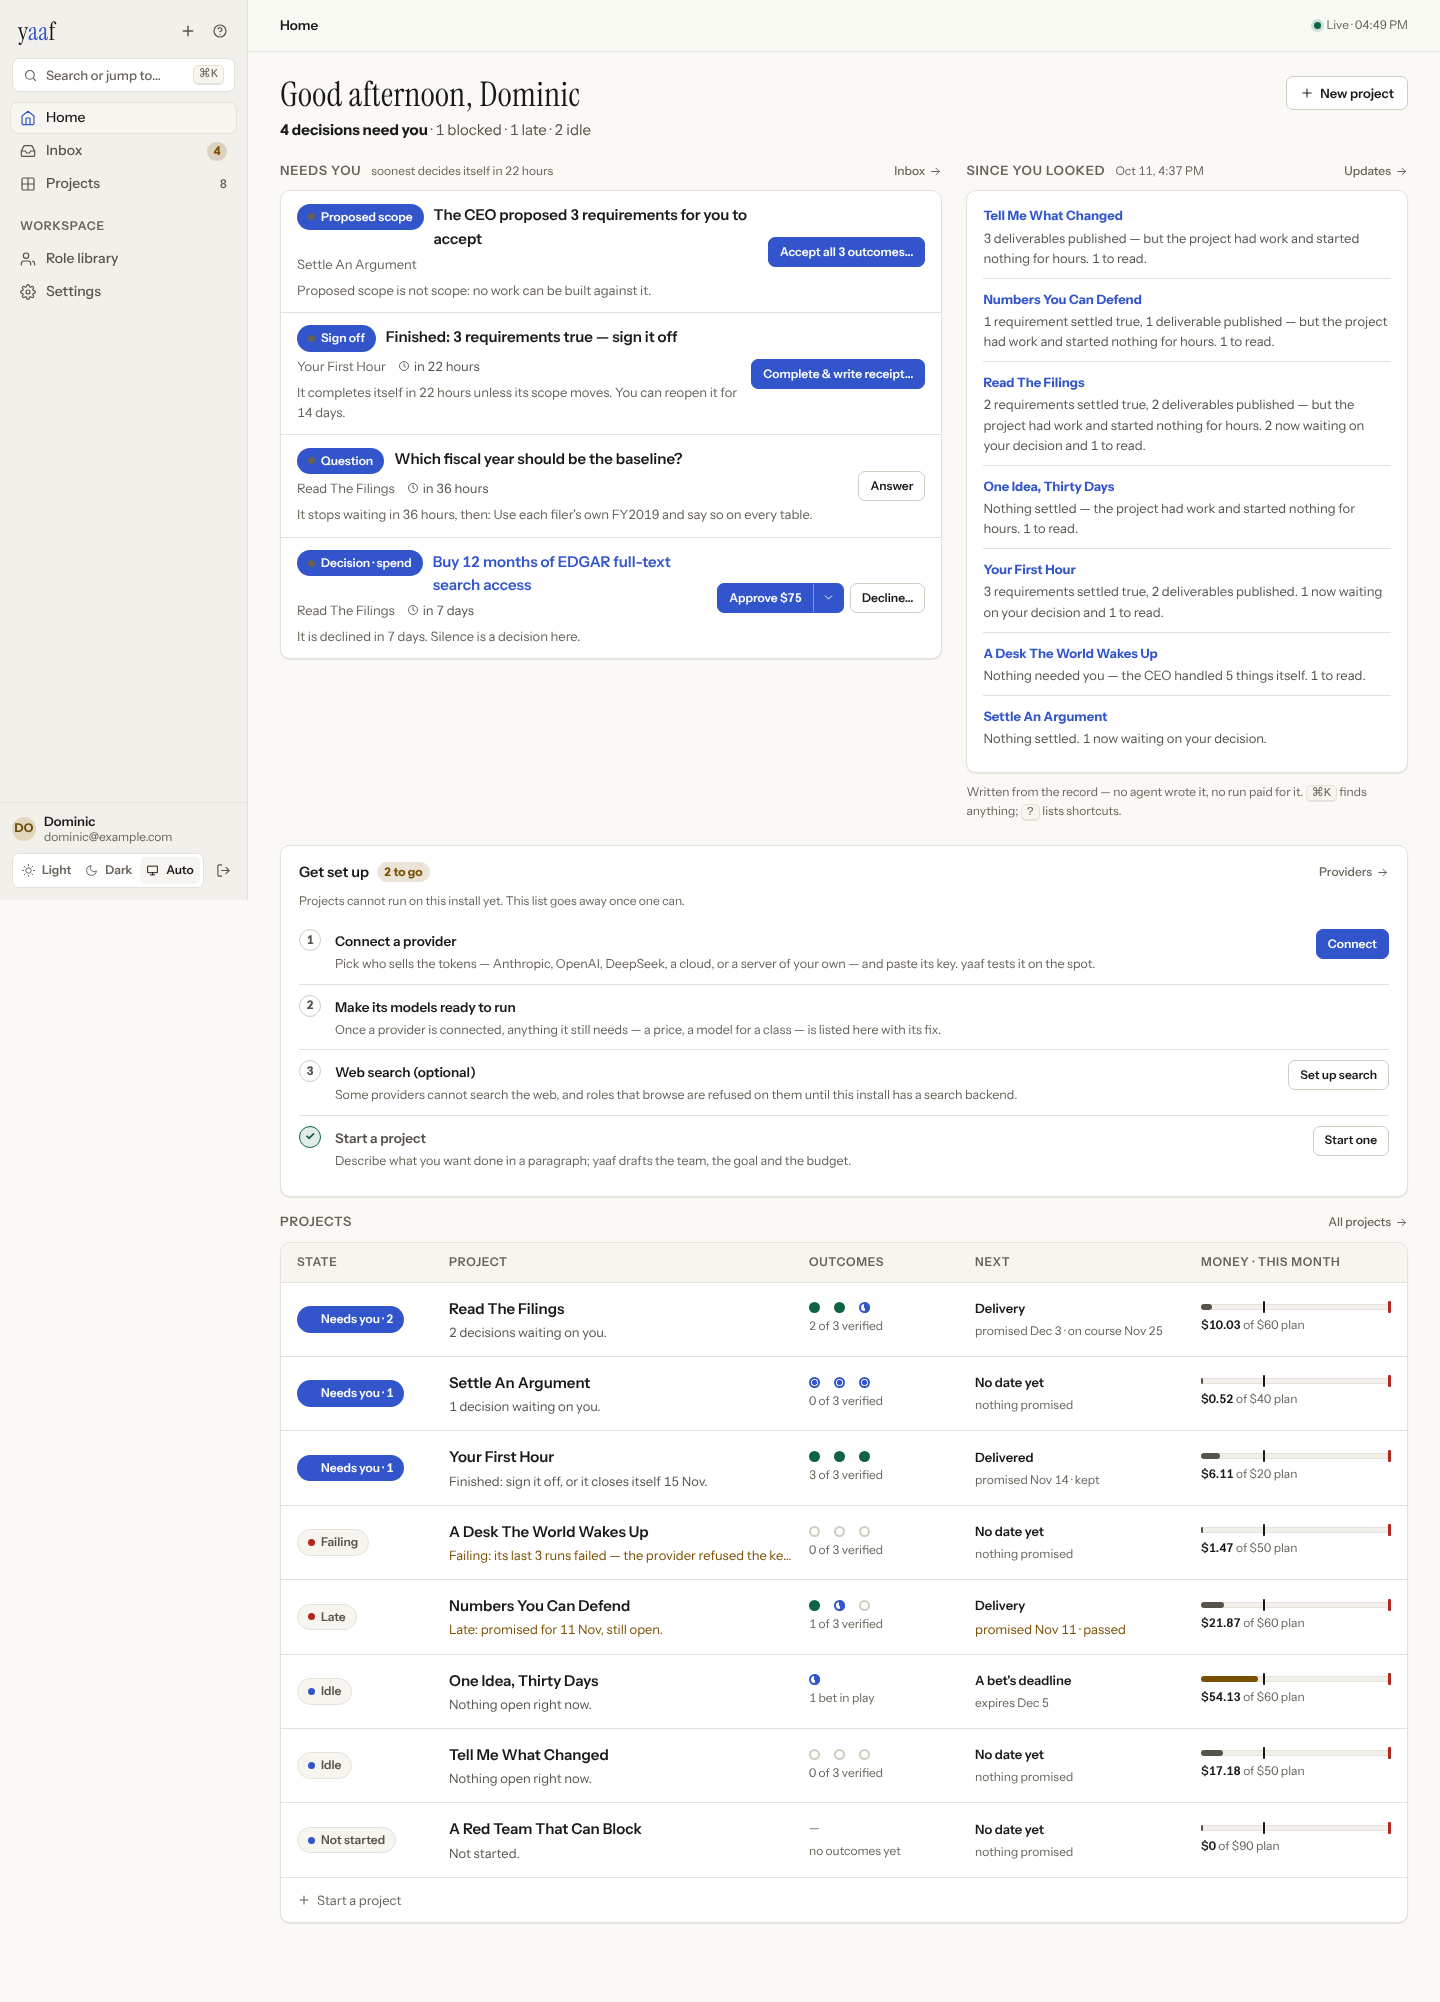 yaaf
Search or jump to...
⌘K
Home
Inbox
4
Projects
8
WORKSPACE
Role library
Settings
DO
Dominic
dominic@example.com
Light
Dark
Auto
Home
Live · 04:49 PM
Good afternoon, Dominic
New project
4 decisions need you · 1 blocked · 1 late · 2 idle
NEEDS YOU
soonest decides itself in 22 hours
Inbox →
Proposed scope
The CEO proposed 3 requirements for you to
accept
Settle An Argument
Proposed scope is not scope: no work can be built against it.
Accept all 3 outcomes...
Sign off
Finished: 3 requirements true — sign it off
Your First Hour
in 22 hours
It completes itself in 22 hours unless its scope moves. You can reopen it for
14 days.
Complete & write receipt...
Question
Which fiscal year should be the baseline?
Read The Filings
in 36 hours
It stops waiting in 36 hours, then: Use each filer's own FY2019 and say so on every table.
Answer
Decision · spend
Buy 12 months of EDGAR full-text
search access
Read The Filings
in 7 days
It is declined in 7 days. Silence is a decision here.
Approve $75
Decline...
SINCE YOU LOOKED
Oct 11, 4:37 PM
Updates →
Tell Me What Changed
3 deliverables published — but the project had work and started
nothing for hours. 1 to read.
Numbers You Can Defend
1 requirement settled true, 1 deliverable published — but the project
had work and started nothing for hours. 1 to read.
Read The Filings
2 requirements settled true, 2 deliverables published — but the
project had work and started nothing for hours. 2 now waiting on
your decision and 1 to read.
One Idea, Thirty Days
Nothing settled — the project had work and started nothing for
hours. 1 to read.
Your First Hour
3 requirements settled true, 2 deliverables published. 1 now waiting
on your decision and 1 to read.
A Desk The World Wakes Up
Nothing needed you — the CEO handled 5 things itself. 1 to read.
Settle An Argument
Nothing settled. 1 now waiting on your decision.
Written from the record — no agent wrote it, no run paid for it. ⌘K finds
anything; ? lists shortcuts.
Get set up
2 to go
Providers →
Projects cannot run on this install yet. This list goes away once one can.
1
Connect a provider
Pick who sells the tokens — Anthropic, OpenAI, DeepSeek, a cloud, or a server of your own — and paste its key. yaaf tests it on the spot.
Connect
2
Make its models ready to run
Once a provider is connected, anything it still needs — a price, a model for a class — is listed here with its fix.
3
Web search (optional)
Some providers cannot search the web, and roles that browse are refused on them until this install has a search backend.
Set up search
Start a project
Describe what you want done in a paragraph; yaaf drafts the team, the goal and the budget.
Start one
PROJECTS
All projects →
STATE
PROJECT
OUTCOMES
NEXT
MONEY · THIS MONTH
Needs you · 2
Read The Filings
2 decisions waiting on you.
2 of 3 verified
Delivery
promised Dec 3 · on course Nov 25
$10.03 of $60 plan
Needs you · 1
Settle An Argument
1 decision waiting on you.
0 of 3 verified
No date yet
nothing promised
$0.52 of $40 plan
Needs you · 1
Your First Hour
Finished: sign it off, or it closes itself 15 Nov.
3 of 3 verified
Delivered
promised Nov 14 · kept
$6.11 of $20 plan
Failing
A Desk The World Wakes Up
Failing: its last 3 runs failed — the provider refused the ke...
0 of 3 verified
No date yet
nothing promised
$1.47 of $50 plan
Late
Numbers You Can Defend
Late: promised for 11 Nov, still open.
1 of 3 verified
Delivery
promised Nov 11 · passed
$21.87 of $60 plan
Idle
One Idea, Thirty Days
Nothing open right now.
1 bet in play
A bet's deadline
expires Dec 5
$54.13 of $60 plan
Idle
Tell Me What Changed
Nothing open right now.
0 of 3 verified
No date yet
nothing promised
$17.18 of $50 plan
Not started
A Red Team That Can Block
Not started.
—
no outcomes yet
No date yet
nothing promised
$0 of $90 plan
Start a project